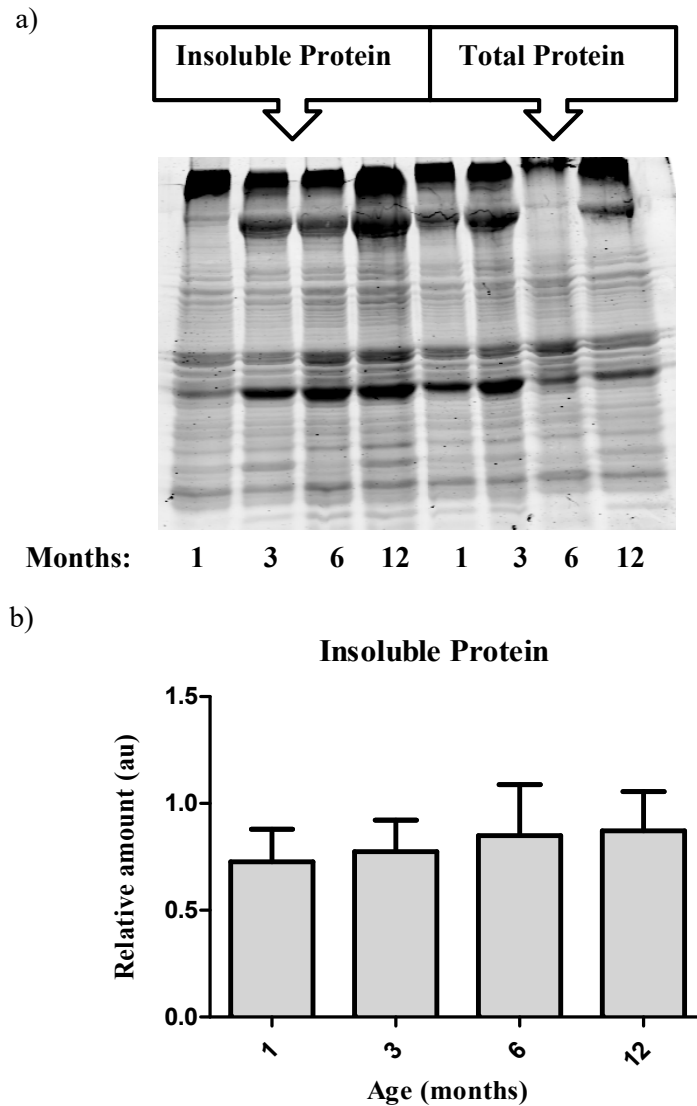 a)
Insoluble Protein Total Protein
Months: 1 3 6 12 1 3 6 12
b)
Insoluble Protein
Relative amount (au)
1.5
1.0
0.5
0.0
1 3 6 12
Age (months)